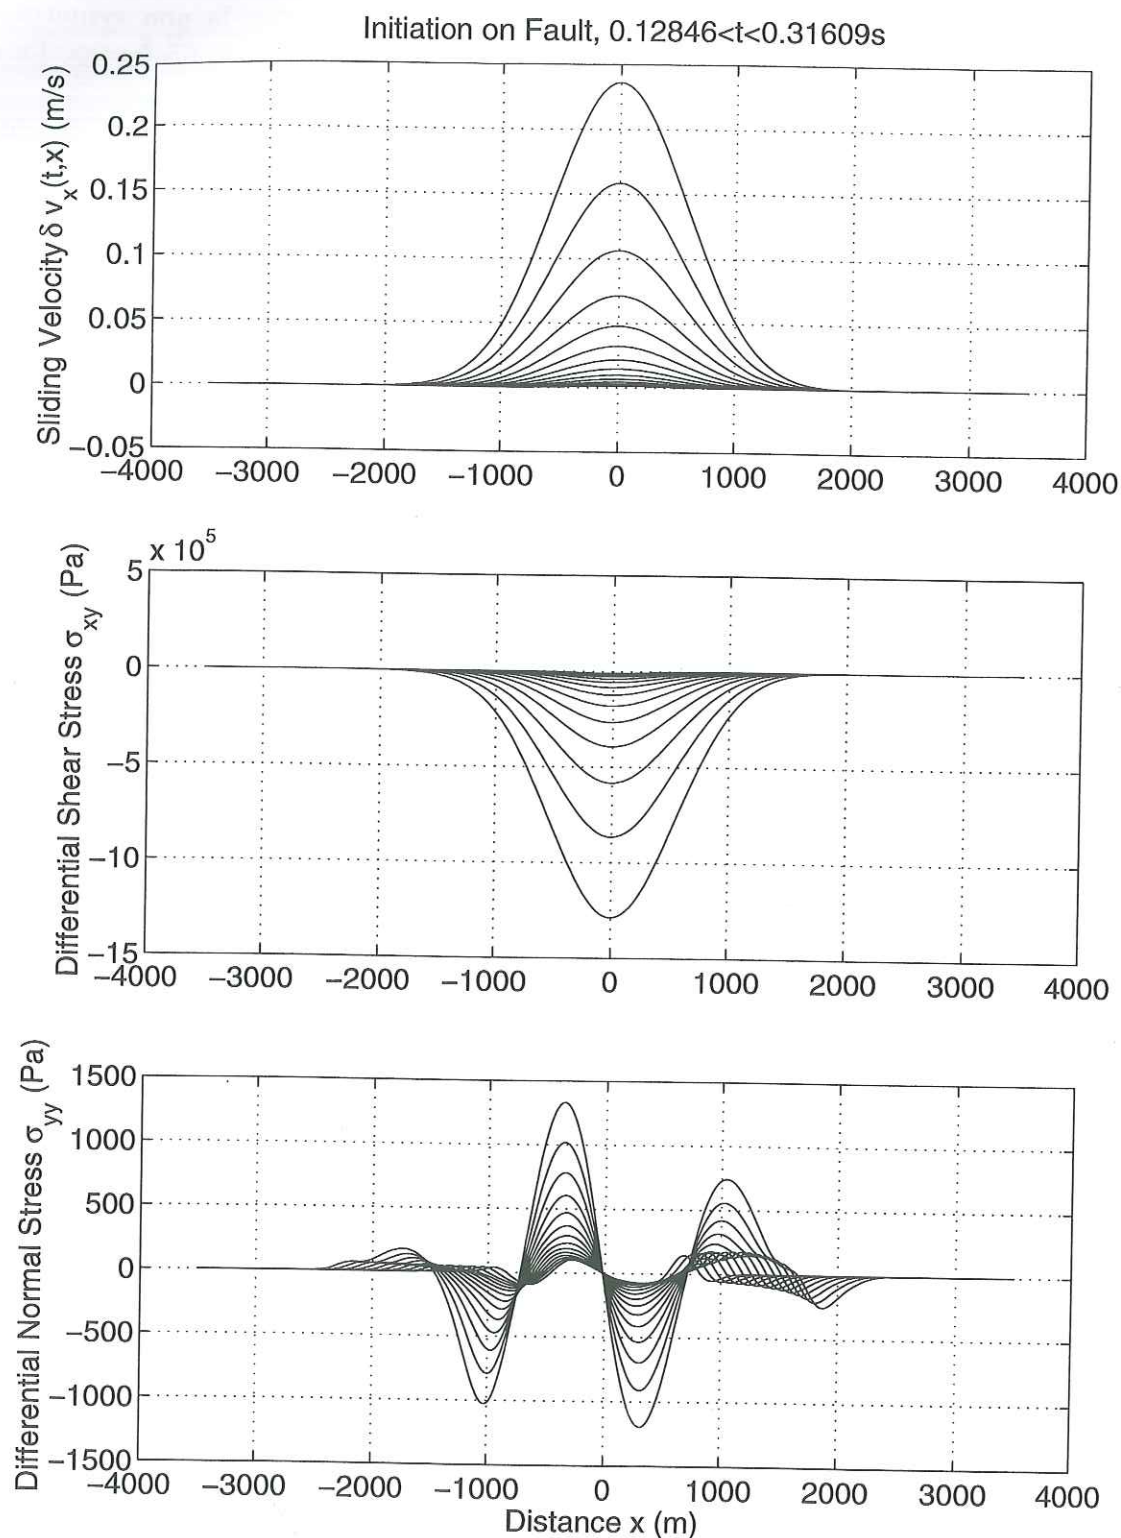 Initiation on Fault, 0.12846<t<0.31609s
Sliding Velocity δ v_x(t,x) (m/s)
0.25
0.2
0.15
0.1
0.05
0
−0.05
−4000 −3000 −2000 −1000 0 1000 2000 3000 4000
Differential Shear Stress σ_xy (Pa)
x 10^5
5
0
−5
−10
−15
−4000 −3000 −2000 −1000 0 1000 2000 3000 4000
Differential Normal Stress σ_yy (Pa)
1500
1000
500
0
−500
−1000
−1500
−4000 −3000 −2000 −1000 0 1000 2000 3000 4000
Distance x (m)